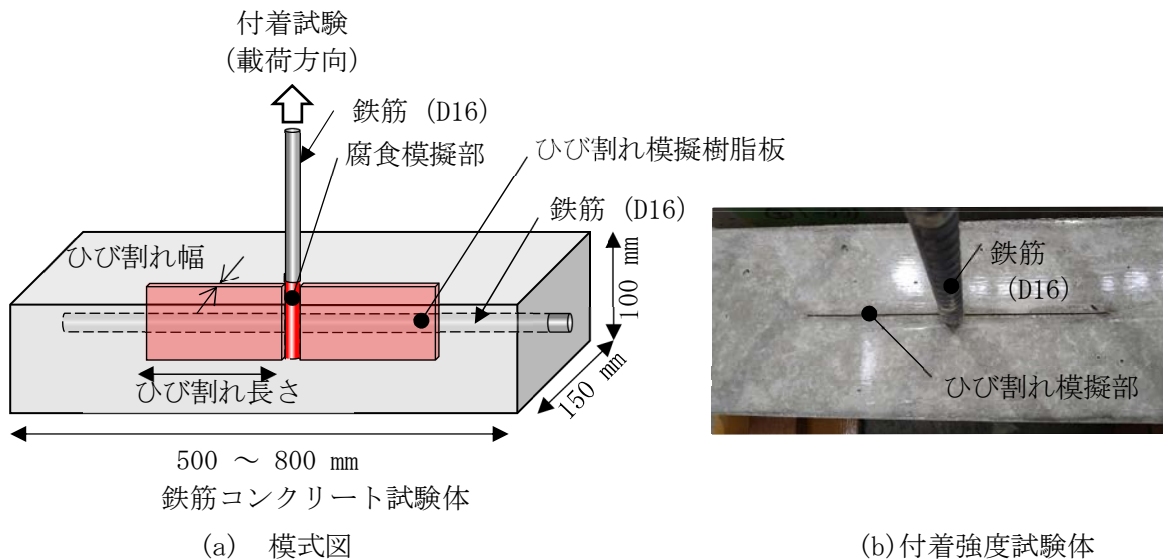 付着試験
(載荷方向)
鉄筋 (D16)
腐食模擬部
ひび割れ模擬樹脂板
鉄筋 (D16)
ひび割れ幅
100 mm
150 mm
ひび割れ長さ
500 ～ 800 mm
鉄筋コンクリート試験体
(a) 模式図
鉄筋
(D16)
ひび割れ模擬部
(b)付着強度試験体